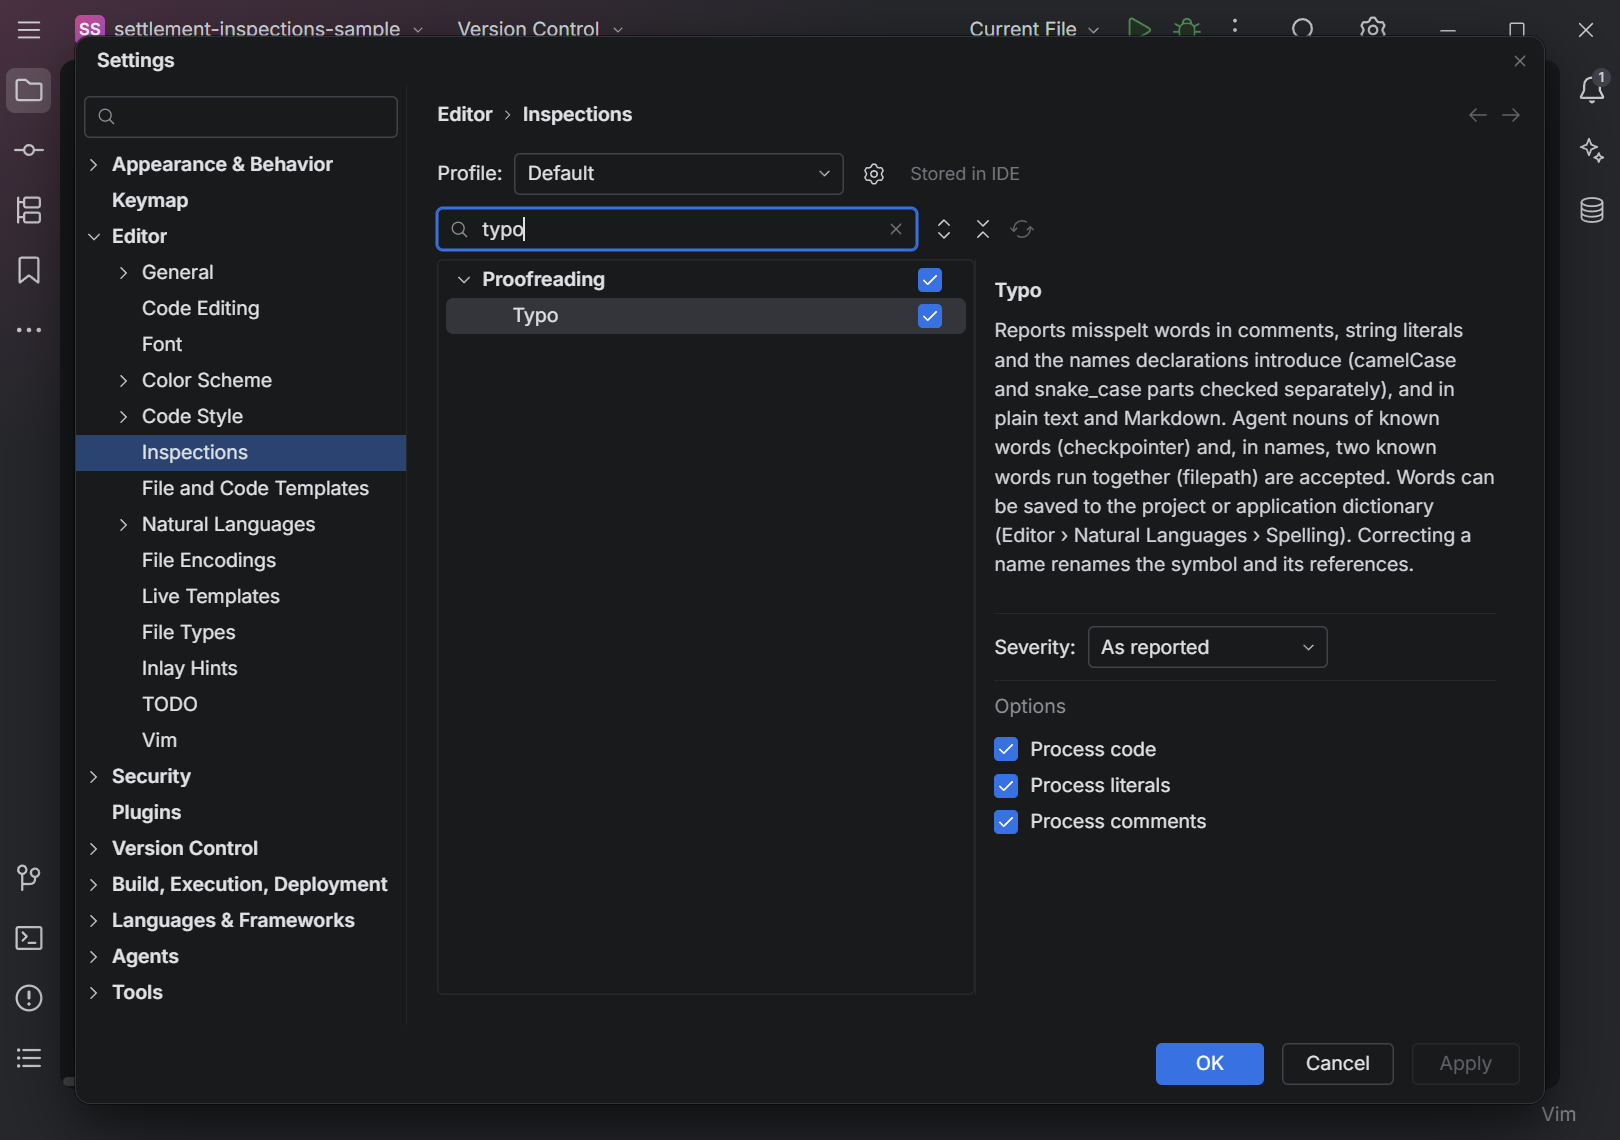 SS settlement-inspections-sample Version Control Current File
1
Settings
Editor › Inspections
Profile: Default Stored in IDE
typo
Appearance & Behavior
Keymap
Editor
General
Code Editing
Font
Color Scheme
Code Style
Inspections
File and Code Templates
Natural Languages
File Encodings
Live Templates
File Types
Inlay Hints
TODO
Vim
Security
Plugins
Version Control
Build, Execution, Deployment
Languages & Frameworks
Agents
Tools
Proofreading
Typo
Typo
Reports misspelt words in comments, string literals
and the names declarations introduce (camelCase
and snake_case parts checked separately), and in
plain text and Markdown. Agent nouns of known
words (checkpointer) and, in names, two known
words run together (filepath) are accepted. Words can
be saved to the project or application dictionary
(Editor › Natural Languages › Spelling). Correcting a
name renames the symbol and its references.
Severity: As reported
Options
Process code
Process literals
Process comments
OK Cancel Apply
Vim